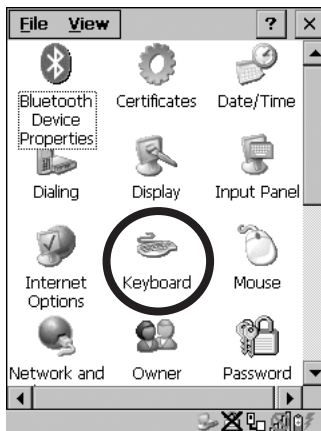 File View ? ×
Bluetooth Device Properties
Certificates
Date/Time
Dialing
Display
Input Panel
Internet Options
Keyboard
Mouse
Network and
Owner
Password